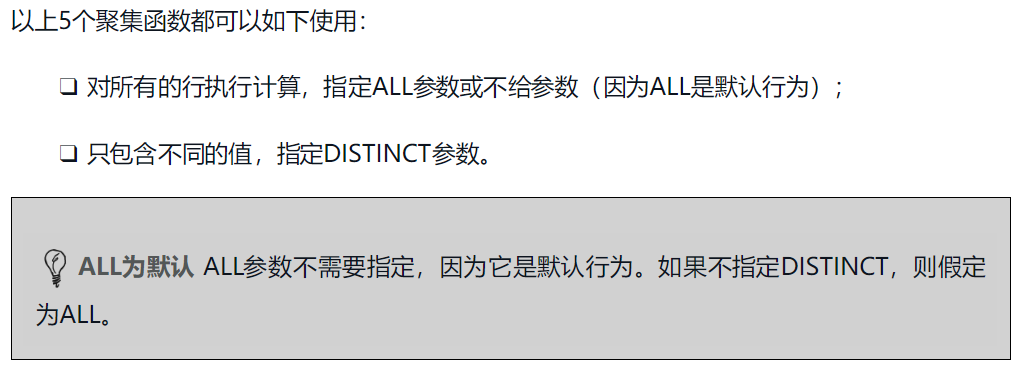 以上5个聚集函数都可以如下使用：
❑ 对所有的行执行计算，指定ALL参数或不给参数（因为ALL是默认行为）；
❑ 只包含不同的值，指定DISTINCT参数。
ALL为默认 ALL参数不需要指定，因为它是默认行为。如果不指定DISTINCT，则假定
为ALL。